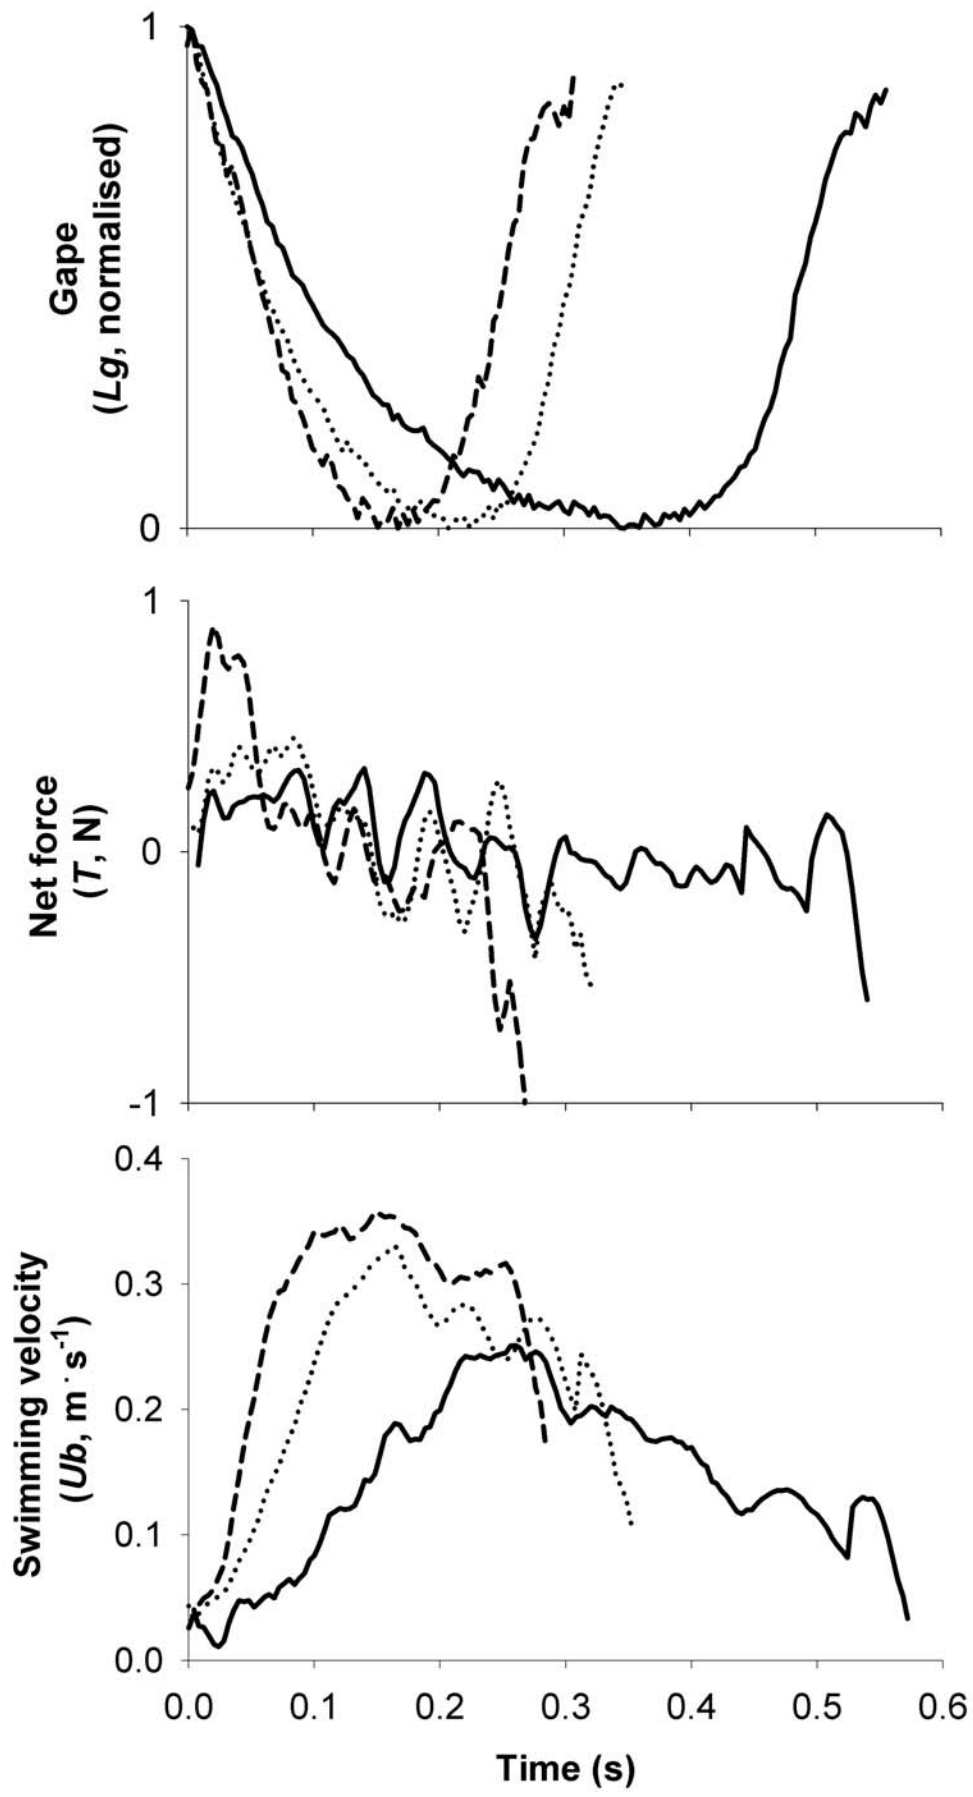 1
Gape
(Lg, normalised)
0
1
Net force
(T, N)
0
-1
0.4
0.3
Swimming velocity
(Ub, m·s⁻¹)
0.2
0.1
0.0
0.0 0.1 0.2 0.3 0.4 0.5 0.6
Time (s)